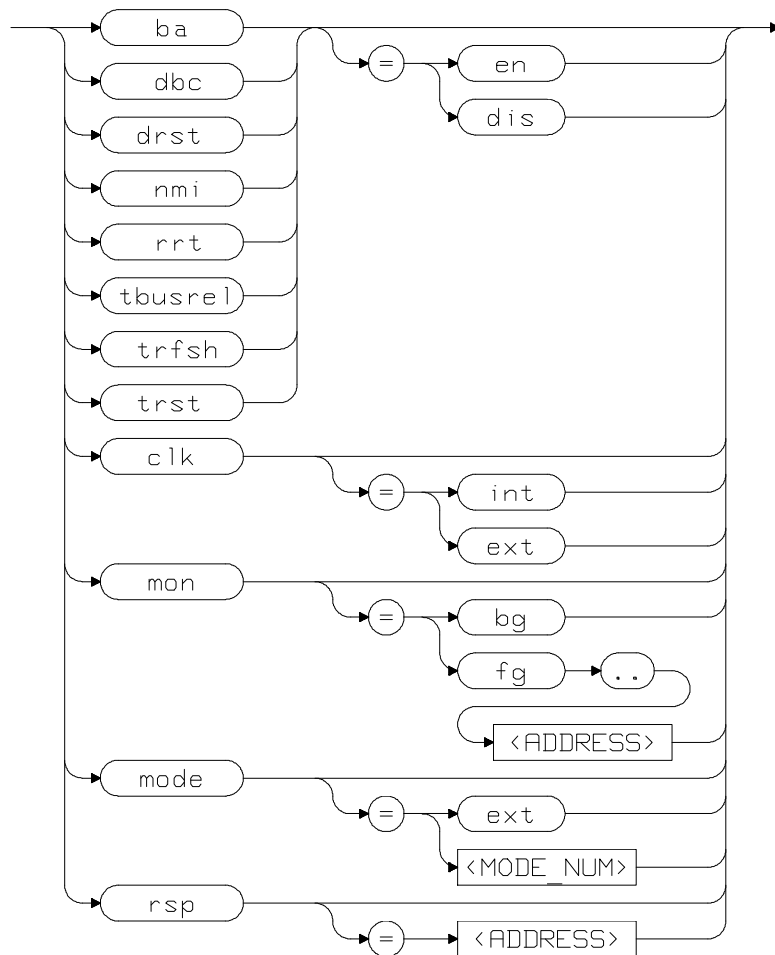 ba
= en
dbc
dis
drst
nmi
rrt
tbusrel
trfsh
trst
clk
= int
ext
mon
= bg
fg ..
<ADDRESS>
mode
= ext
<MODE_NUM>
rsp
= <ADDRESS>